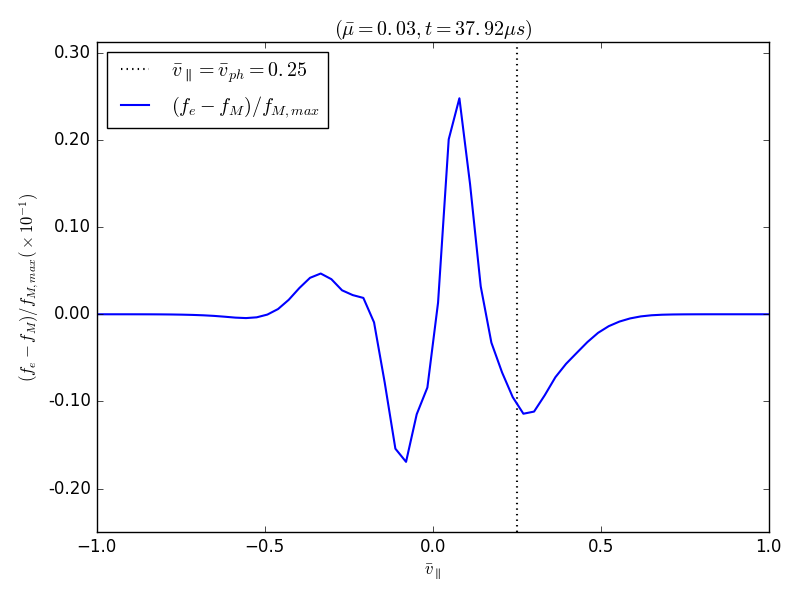 (μ̄ = 0.03, t = 37.92μs)
v̄∥ = v̄ph = 0.25
(fe − fM)/fM,max
(fe − fM)/fM,max(×10⁻¹)
0.30
0.20
0.10
0.00
-0.10
-0.20
−1.0 −0.5 0.0 0.5 1.0
v̄∥